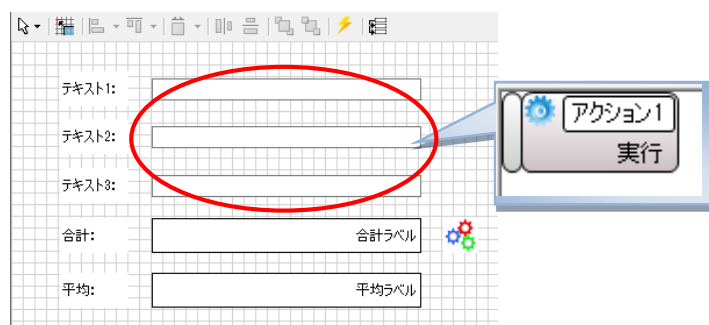 テキスト1:
テキスト2:
テキスト3:
合計:
合計ラベル
平均:
平均ラベル
アクション1
実行